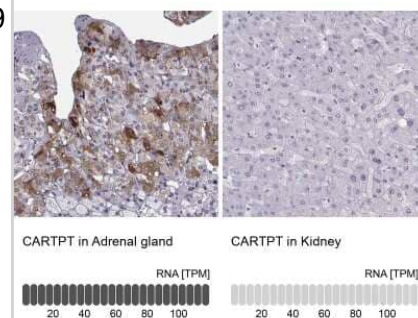 9
CARTPT in Adrenal gland
CARTPT in Kidney
RNA [TPM]
RNA [TPM]
20 40 60 80 100
20 40 60 80 100